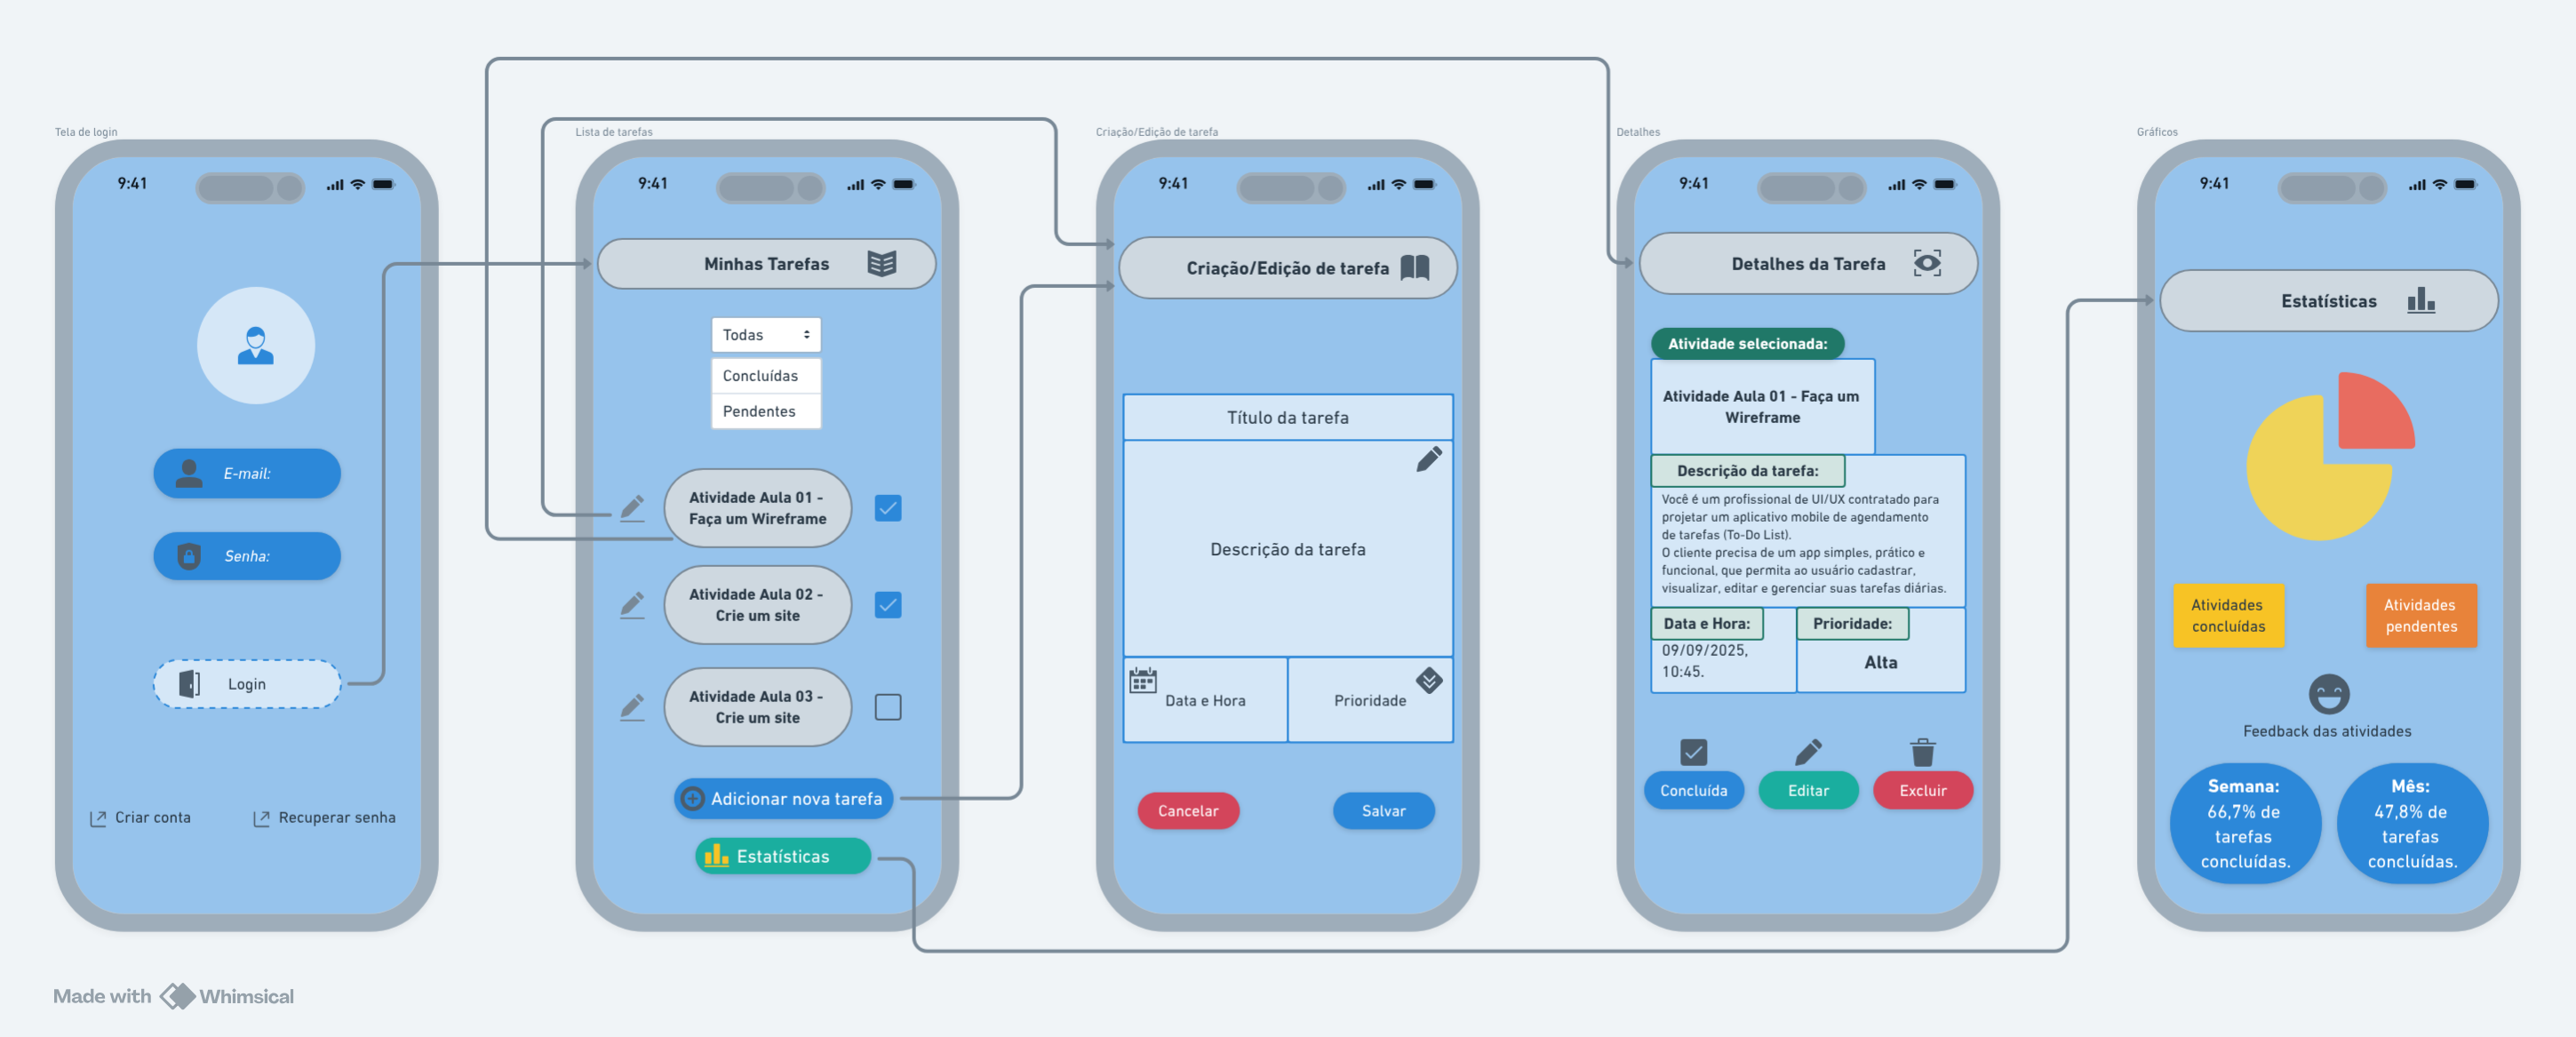 Tela de login
9:41
E-mail:
Senha:
Login
Criar conta
Recuperar senha
Lista de tarefas
9:41
Minhas Tarefas
Todas
Concluídas
Pendentes
Atividade Aula 01 -
Faça um Wireframe
Atividade Aula 02 -
Crie um site
Atividade Aula 03 -
Crie um site
Adicionar nova tarefa
Estatísticas
Criação/Edição de tarefa
9:41
Criação/Edição de tarefa
Título da tarefa
Descrição da tarefa
Data e Hora
Prioridade
Cancelar
Salvar
Detalhes
9:41
Detalhes da Tarefa
Atividade selecionada:
Atividade Aula 01 - Faça um
Wireframe
Descrição da tarefa:
Você é um profissional de UI/UX contratado para
projetar um aplicativo mobile de agendamento
de tarefas (To-Do List).
O cliente precisa de um app simples, prático e
funcional, que permita ao usuário cadastrar,
visualizar, editar e gerenciar suas tarefas diárias.
Data e Hora:
09/09/2025,
10:45.
Prioridade:
Alta
Concluída
Editar
Excluir
Gráficos
9:41
Estatísticas
Atividades
concluídas
Atividades
pendentes
Feedback das atividades
Semana:
66,7% de
tarefas
concluídas.
Mês:
47,8% de
tarefas
concluídas.
Made with Whimsical